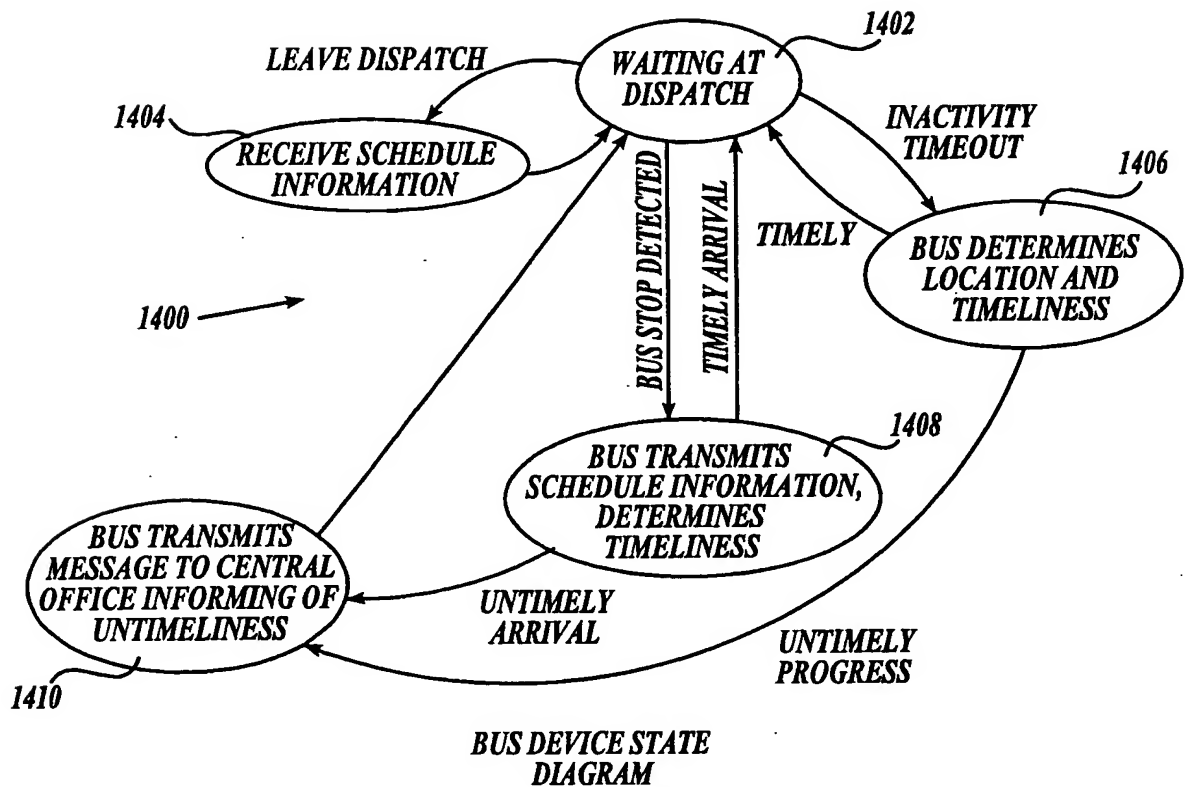 1402
LEAVE DISPATCH
WAITING AT
DISPATCH
1404
INACTIVITY
TIMEOUT
RECEIVE SCHEDULE
INFORMATION
1406
BUS STOP DETECTED
TIMELY ARRIVAL
TIMELY
BUS DETERMINES
LOCATION AND
TIMELINESS
1400
1408
BUS TRANSMITS
SCHEDULE INFORMATION,
DETERMINES
TIMELINESS
BUS TRANSMITS
MESSAGE TO CENTRAL
OFFICE INFORMING OF
UNTIMELINESS
UNTIMELY
ARRIVAL
UNTIMELY
PROGRESS
1410
BUS DEVICE STATE
DIAGRAM